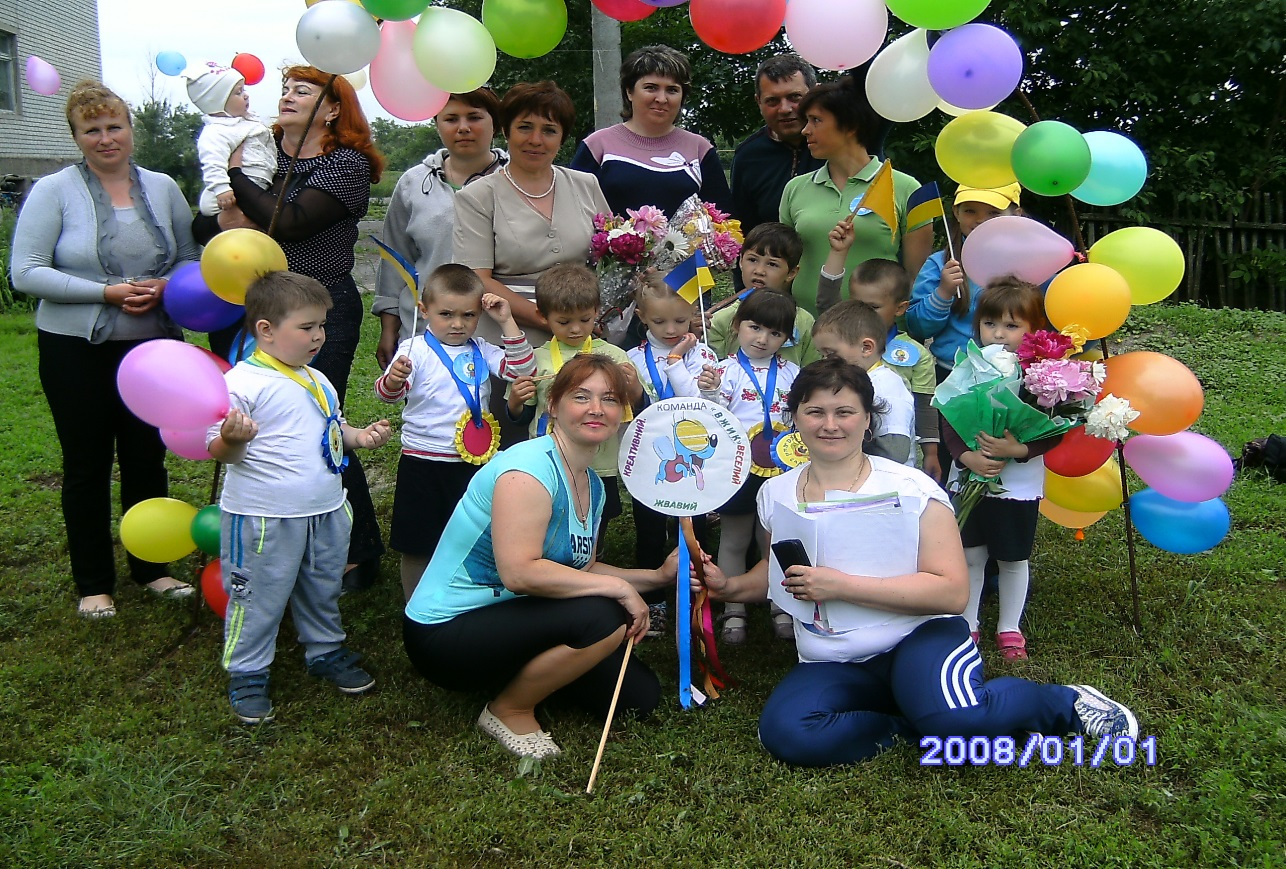 КОМАНДА
«ВЖИК»
КРЕАТИВНИЙ,
ВЕСЕЛИЙ
ЖВАВИЙ
2008/01/01